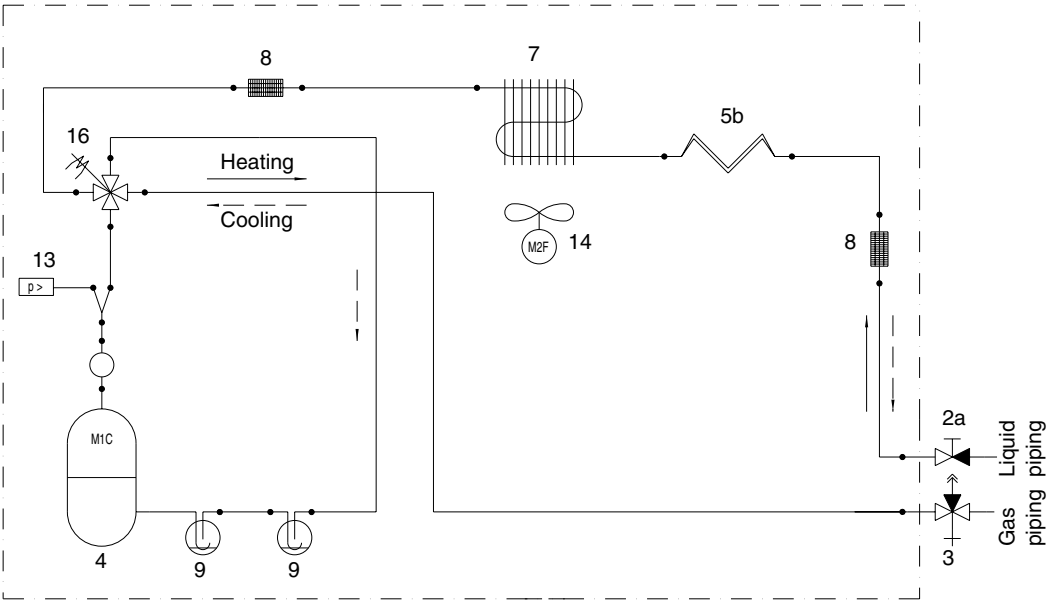 8
7
5b
16
Heating
Cooling
M2F
14
8
13
p >
M1C
2a
Liquid
piping
Gas
piping
4
9
9
3